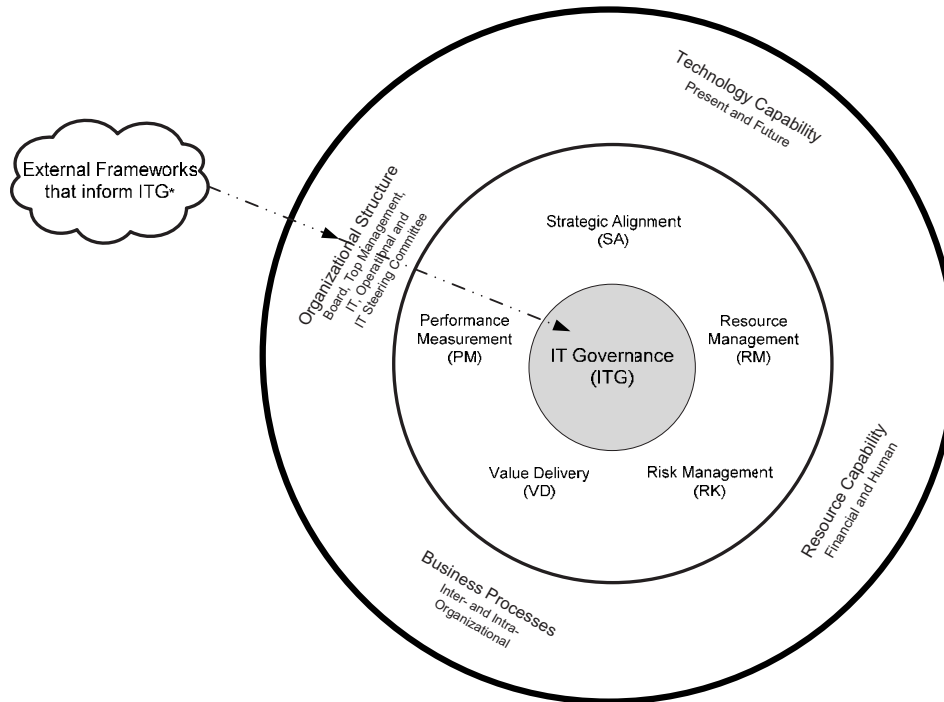 External Frameworks
that inform ITG*
Technology Capability
Present and Future
Organizational Structure
Board, Top Management,
IT, Operational and
IT Steering Committee
Strategic Alignment
(SA)
Performance
Measurement
(PM)
IT Governance
(ITG)
Resource
Management
(RM)
Value Delivery
(VD)
Risk Management
(RK)
Resource Capability
Financial and Human
Business Processes
Inter- and Intra-
Organizational